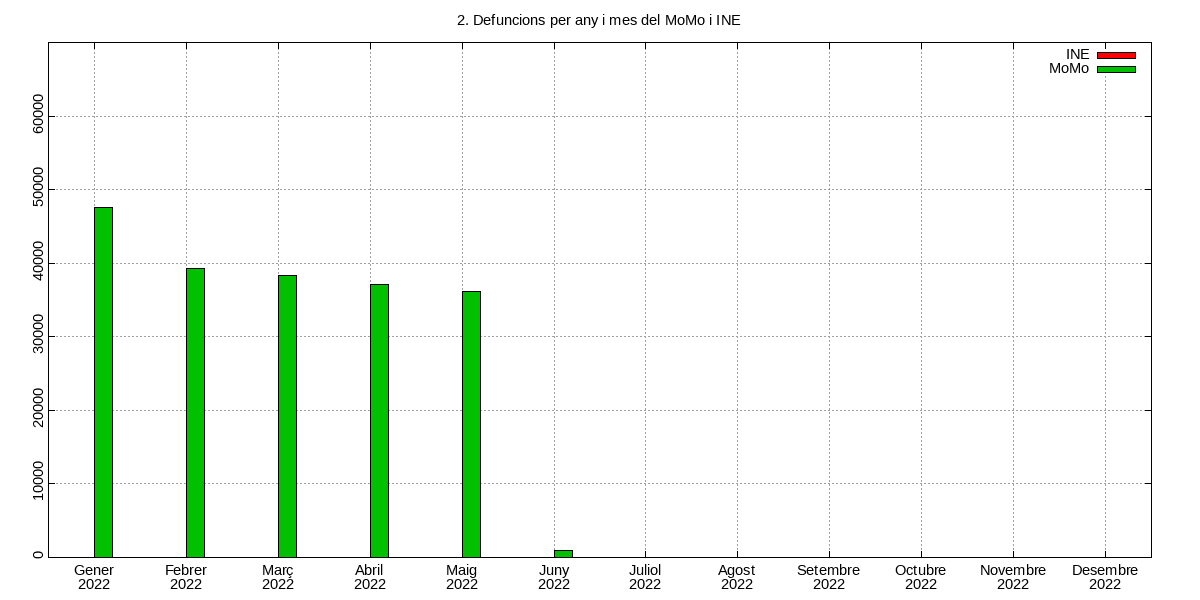 2. Defuncions per any i mes del MoMo i INE
INE
MoMo
60000
50000
40000
30000
20000
10000
0
Gener Febrer Març Abril Maig Juny Juliol Agost Setembre Octubre Novembre Desembre
2022 2022 2022 2022 2022 2022 2022 2022 2022 2022 2022 2022